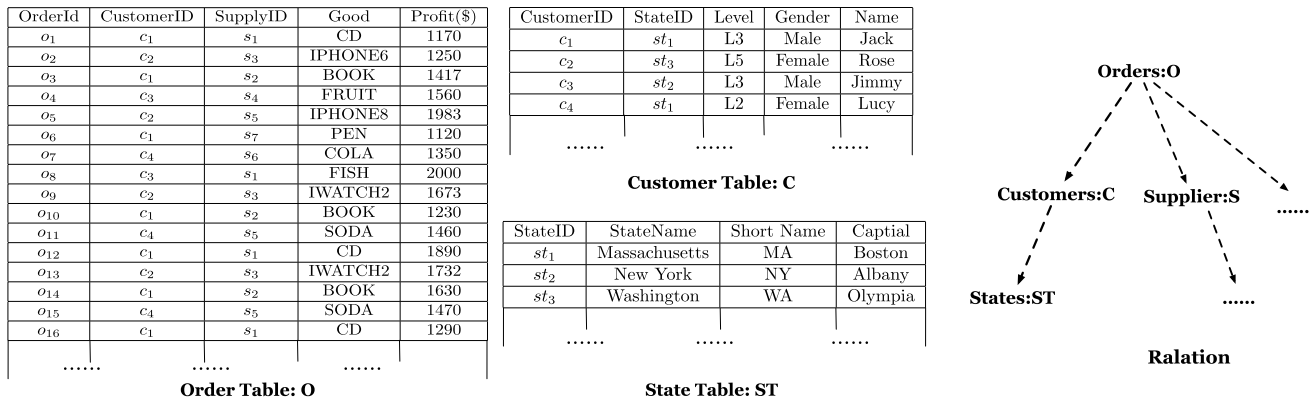 OrderId CustomerID SupplyID Good Profit($)
o1 c1 s1 CD 1170
o2 c2 s3 IPHONE6 1250
o3 c1 s2 BOOK 1417
o4 c3 s4 FRUIT 1560
o5 c2 s5 IPHONE8 1983
o6 c1 s7 PEN 1120
o7 c4 s6 COLA 1350
o8 c3 s1 FISH 2000
o9 c2 s3 IWATCH2 1673
o10 c1 s2 BOOK 1230
o11 c4 s5 SODA 1460
o12 c1 s1 CD 1890
o13 c2 s3 IWATCH2 1732
o14 c1 s2 BOOK 1630
o15 c4 s5 SODA 1470
o16 c1 s1 CD 1290
...... ...... ......
Order Table: O
CustomerID StateID Level Gender Name
c1 st1 L3 Male Jack
c2 st3 L5 Female Rose
c3 st2 L3 Male Jimmy
c4 st1 L2 Female Lucy
...... ...... ......
Customer Table: C
StateID StateName Short Name Captial
st1 Massachusetts MA Boston
st2 New York NY Albany
st3 Washington WA Olympia
...... ...... ......
State Table: ST
Orders:O
Customers:C Supplier:S ......
States:ST ......
Ralation